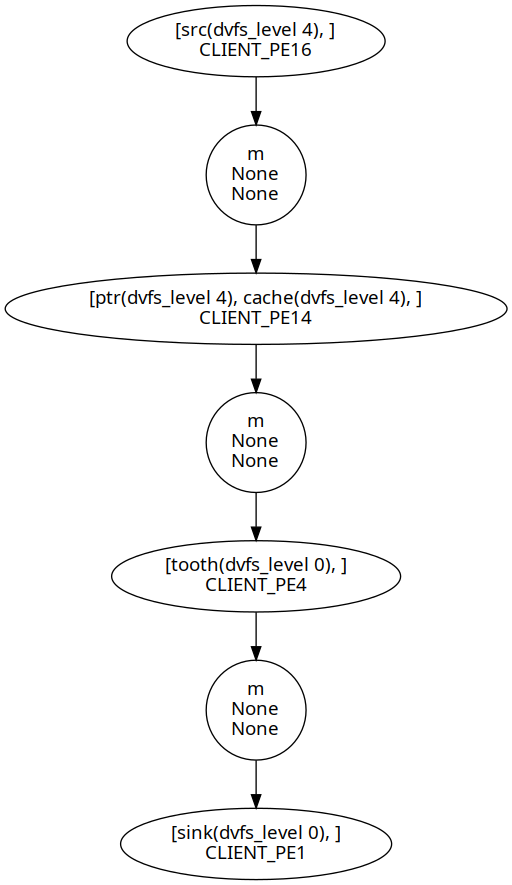 [src(dvfs_level 4), ]
CLIENT_PE16
m
None
None
[ptr(dvfs_level 4), cache(dvfs_level 4), ]
CLIENT_PE14
m
None
None
[tooth(dvfs_level 0), ]
CLIENT_PE4
m
None
None
[sink(dvfs_level 0), ]
CLIENT_PE1